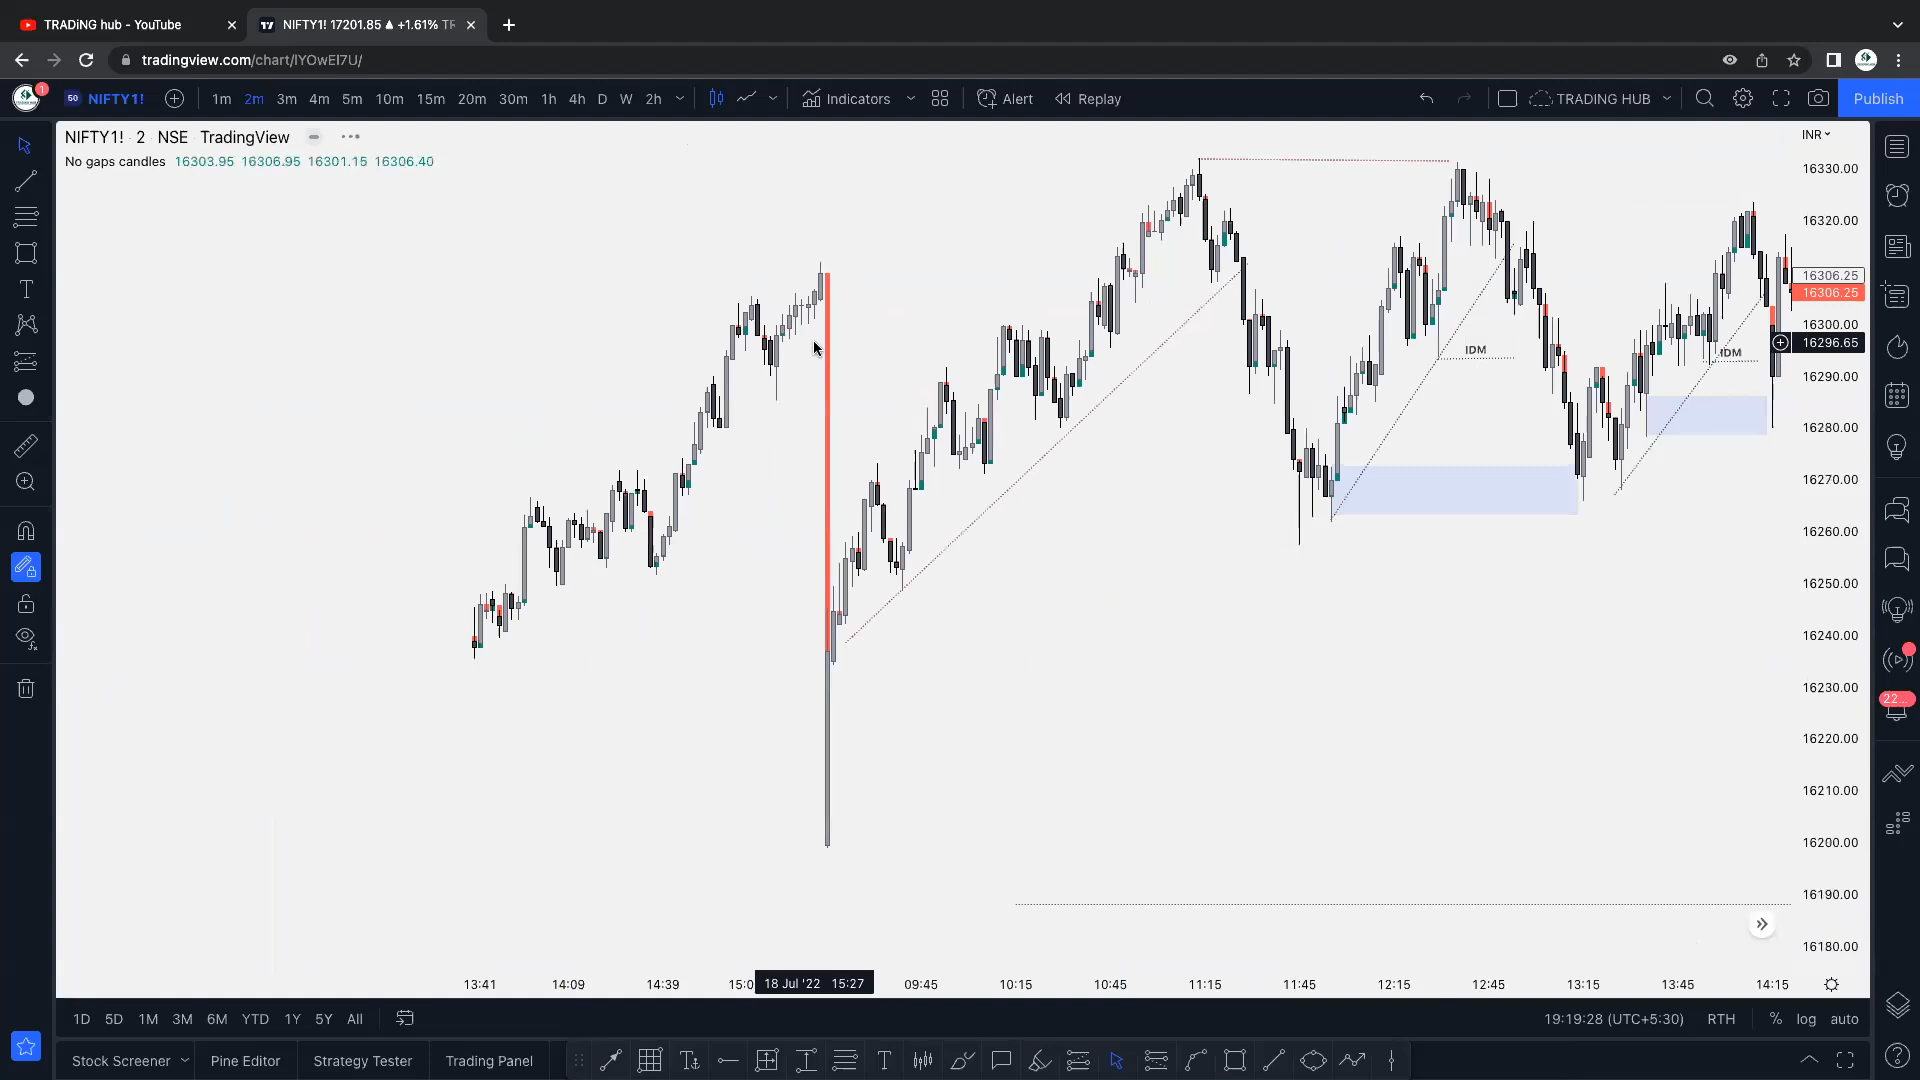 TRADiNG hub - YouTube
NIFTY1! 17201.85 ▲ +1.61% TR
tradingview.com/chart/lYOwEI7U/
1
50 NIFTY1! 1m 2m 3m 4m 5m 10m 15m 20m 30m 1h 4h D W 2h Indicators Alert Replay TRADING HUB Publish
NIFTY1! · 2 · NSE TradingView
No gaps candles 16303.95 16306.95 16301.15 16306.40
INR
16330.00
16320.00
16306.25
16306.25
16300.00
16296.65
IDM
IDM
16290.00
16280.00
16270.00
16260.00
16250.00
16240.00
16230.00
22...
16220.00
16210.00
16200.00
16190.00
16180.00
13:41 14:09 14:39 15:0 18 Jul '22 15:27 09:45 10:15 10:45 11:15 11:45 12:15 12:45 13:15 13:45 14:15
1D 5D 1M 3M 6M YTD 1Y 5Y All 19:19:28 (UTC+5:30) RTH % log auto
Stock Screener Pine Editor Strategy Tester Trading Panel